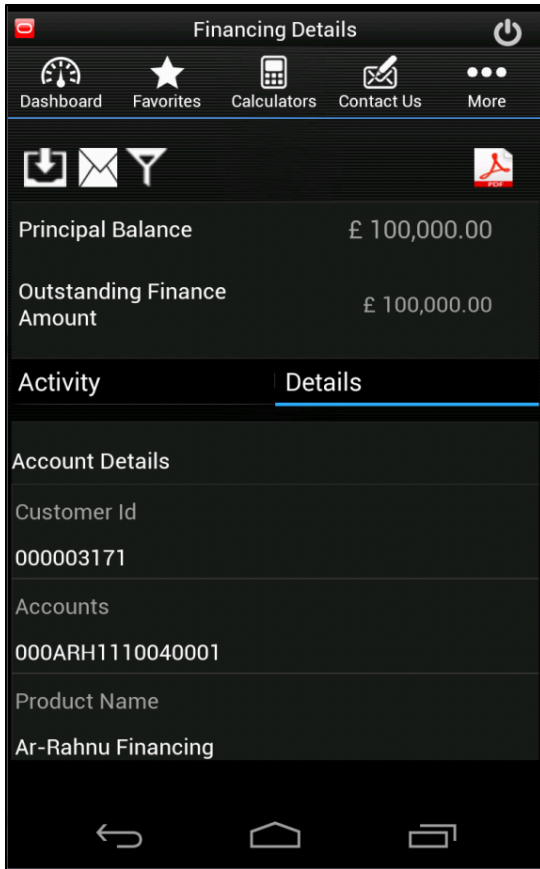 Financing Details
Dashboard Favorites Calculators Contact Us More
PDF
Principal Balance £ 100,000.00
Outstanding Finance
Amount £ 100,000.00
Activity Details
Account Details
Customer Id
000003171
Accounts
000ARH1110040001
Product Name
Ar-Rahnu Financing